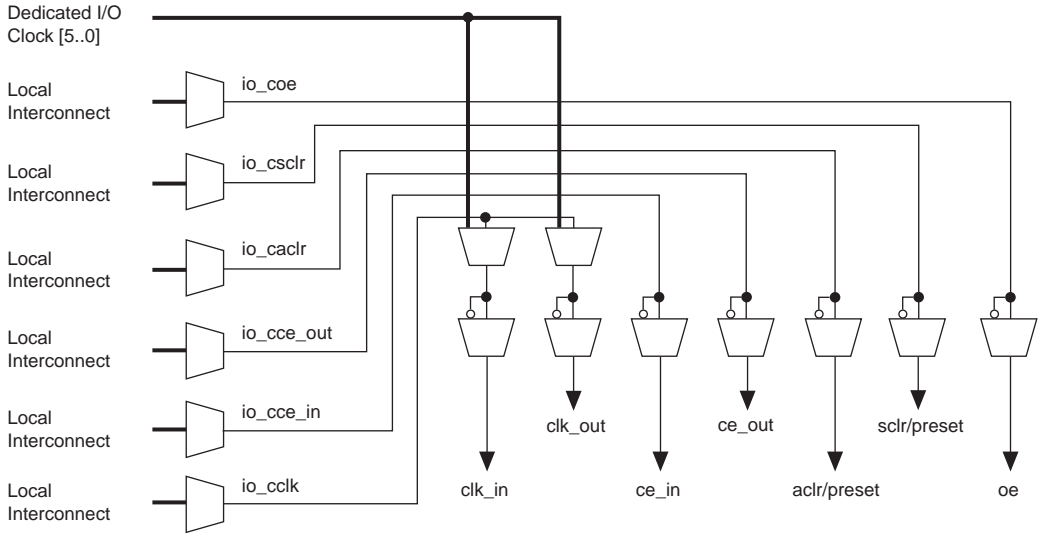 Dedicated I/O
Clock [5..0]
Local
Interconnect
io_coe
Local
Interconnect
io_csclr
Local
Interconnect
io_caclr
Local
Interconnect
io_cce_out
Local
Interconnect
io_cce_in
Local
Interconnect
io_cclk
clk_out
ce_out
sclr/preset
clk_in
ce_in
aclr/preset
oe